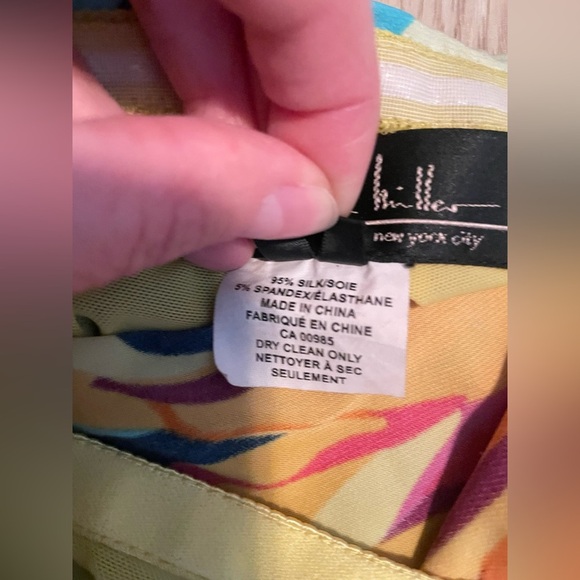 Miller
new york city
95% SILK/SOIE
5% SPANDEX/ÉLASTHANE
MADE IN CHINA
FABRIQUÉ EN CHINE
CA 00985
DRY CLEAN ONLY
NETTOYER À SEC
SEULEMENT